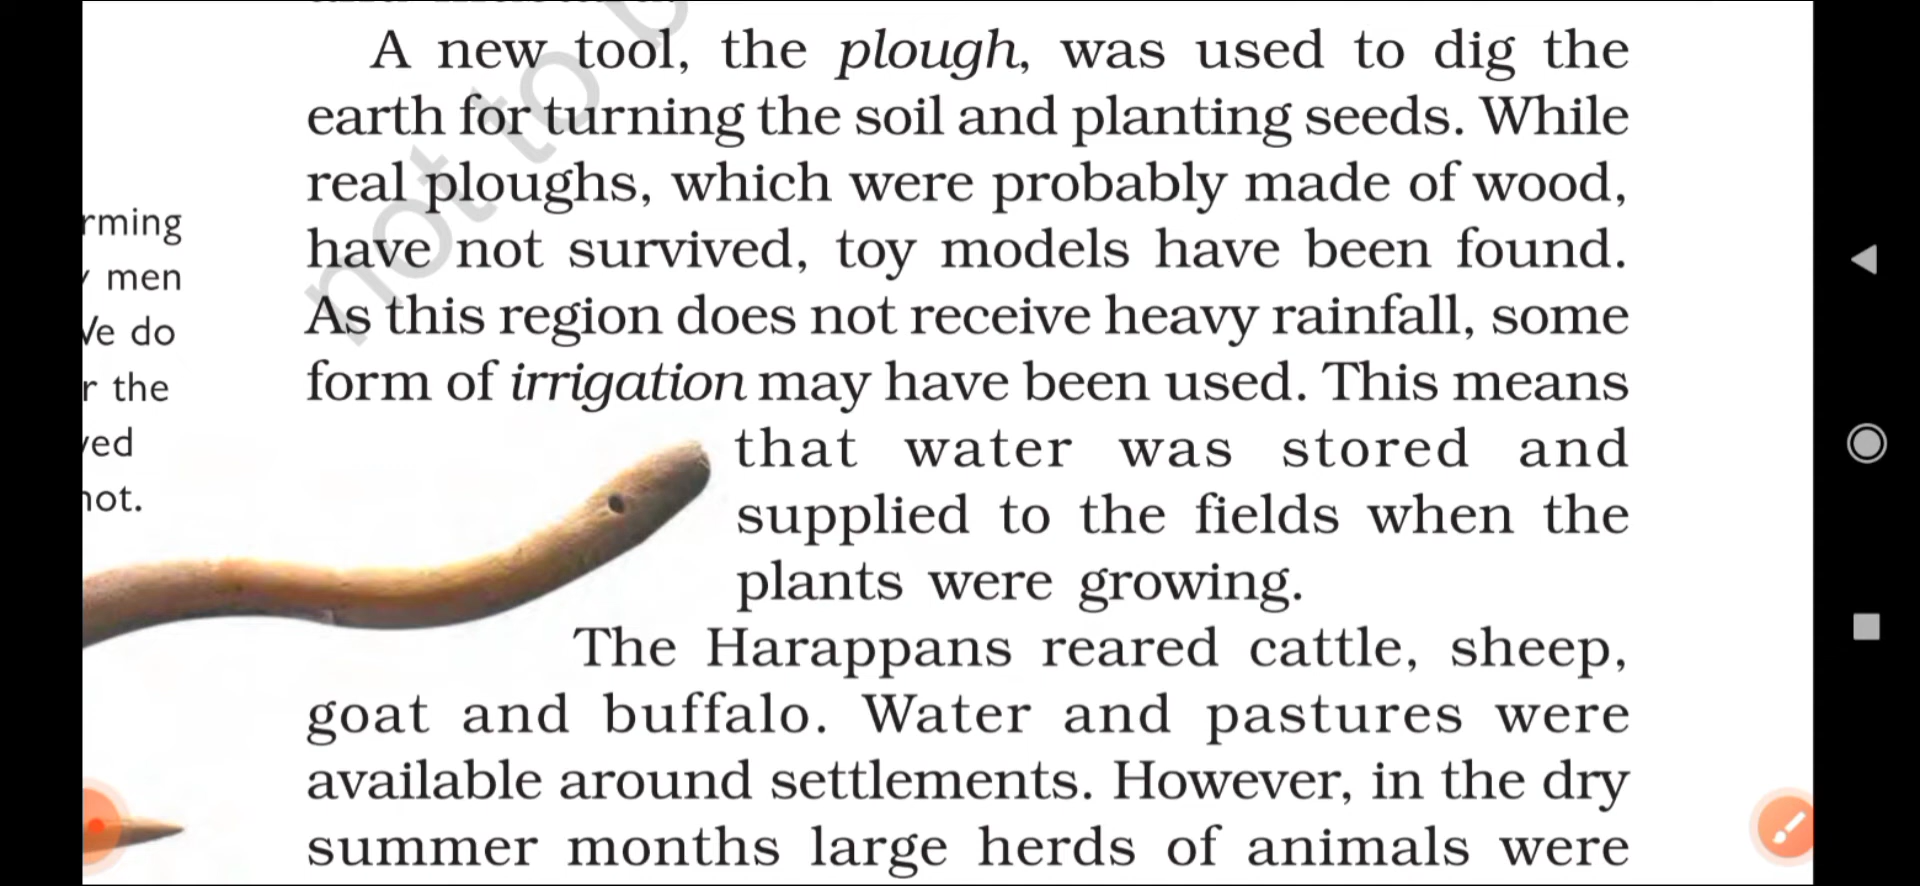 A new tool, the plough, was used to dig the
earth for turning the soil and planting seeds. While
real ploughs, which were probably made of wood,
have not survived, toy models have been found.
As this region does not receive heavy rainfall, some
form of irrigation may have been used. This means
that water was stored and
supplied to the fields when the
plants were growing.
The Harappans reared cattle, sheep,
goat and buffalo. Water and pastures were
available around settlements. However, in the dry
summer months large herds of animals were
rming
men
We do
r the
ved
not.
not to b